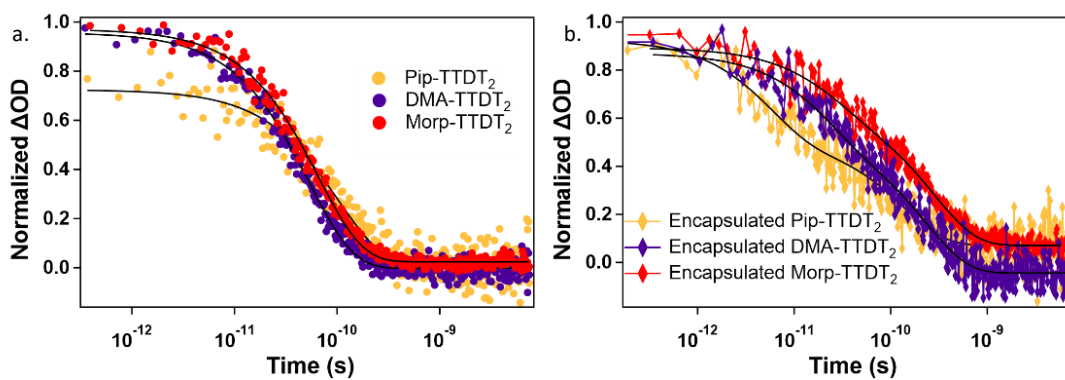 a.
Normalized ΔOD
1.0
0.8
0.6
0.4
0.2
0.0
Pip-TTDT₂
DMA-TTDT₂
Morp-TTDT₂
10⁻¹² 10⁻¹¹ 10⁻¹⁰ 10⁻⁹
Time (s)
b.
Normalized ΔOD
1.0
0.8
0.6
0.4
0.2
0.0
Encapsulated Pip-TTDT₂
Encapsulated DMA-TTDT₂
Encapsulated Morp-TTDT₂
10⁻¹² 10⁻¹¹ 10⁻¹⁰ 10⁻⁹
Time (s)